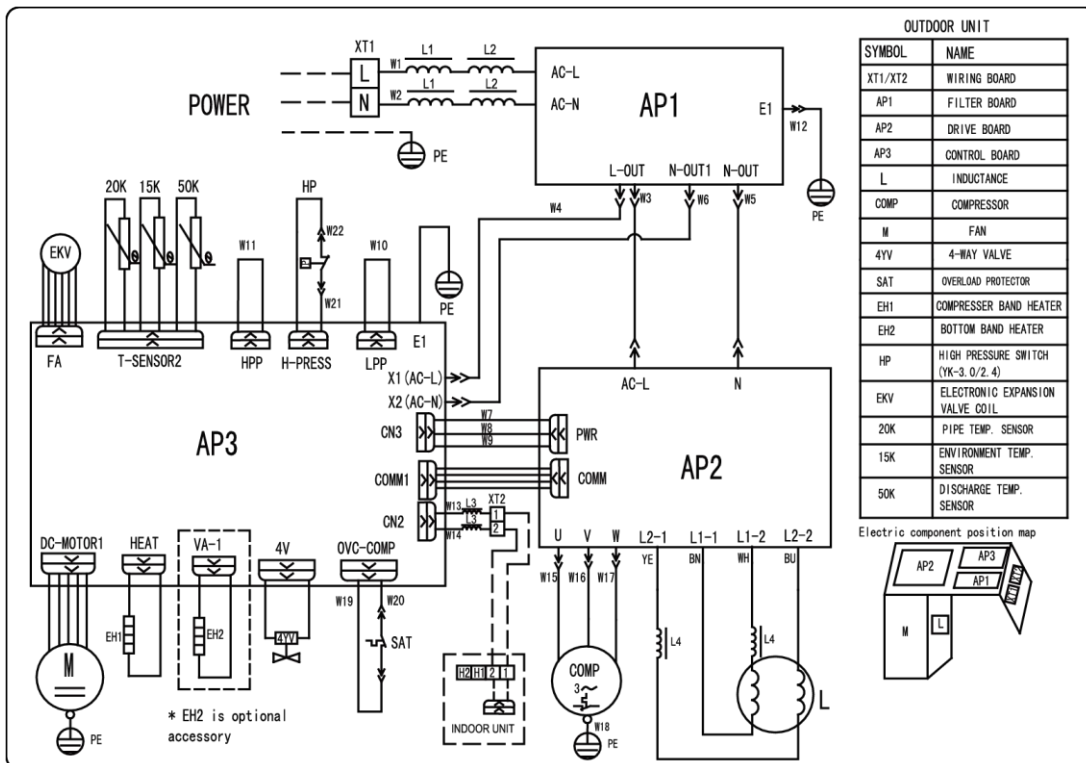 OUTDOOR UNIT
SYMBOL NAME
XT1/XT2 WIRING BOARD
AP1 FILTER BOARD
AP2 DRIVE BOARD
AP3 CONTROL BOARD
L INDUCTANCE
COMP COMPRESSOR
M FAN
4YV 4-WAY VALVE
SAT OVERLOAD PROTECTOR
EH1 COMPRESSER BAND HEATER
EH2 BOTTOM BAND HEATER
HP HIGH PRESSURE SWITCH
(YK-3.0/2.4)
EKV ELECTRONIC EXPANSION
VALVE COIL
20K PIPE TEMP. SENSOR
15K ENVIRONMENT TEMP.
SENSOR
50K DISCHARGE TEMP.
SENSOR
Electric component position map
AP2 AP3
AP1
XT1 XT2
M L
XT1
L W1 L1 L2 AC-L
N W2 L1 L2 AC-N
POWER
PE
AP1
E1
W12
PE
L-OUT N-OUT1 N-OUT
W4 W3 W6 W5
20K 15K 50K HP
EKV
θ θ θ
W11 W22 W10
P
W21
PE
FA T-SENSOR2 HPP H-PRESS LPP E1
X1(AC-L)
X2(AC-N)
AP3
CN3 W7 PWR
W8
W9
COMM1 COMM
CN2 W13 L3 XT2
W14 L3 1
2
AC-L N
AP2
U V W L2-1 L1-1 L1-2 L2-2
YE BN WH BU
W15 W16 W17
L4 L4
COMP
3~
L
W18
PE
DC-MOTOR1 HEAT VA-1 4V OVC-COMP
W19 W20
EH1 EH2 4YV SAT
M
PE
* EH2 is optional
accessory
H2 H1 2 1
INDOOR UNIT